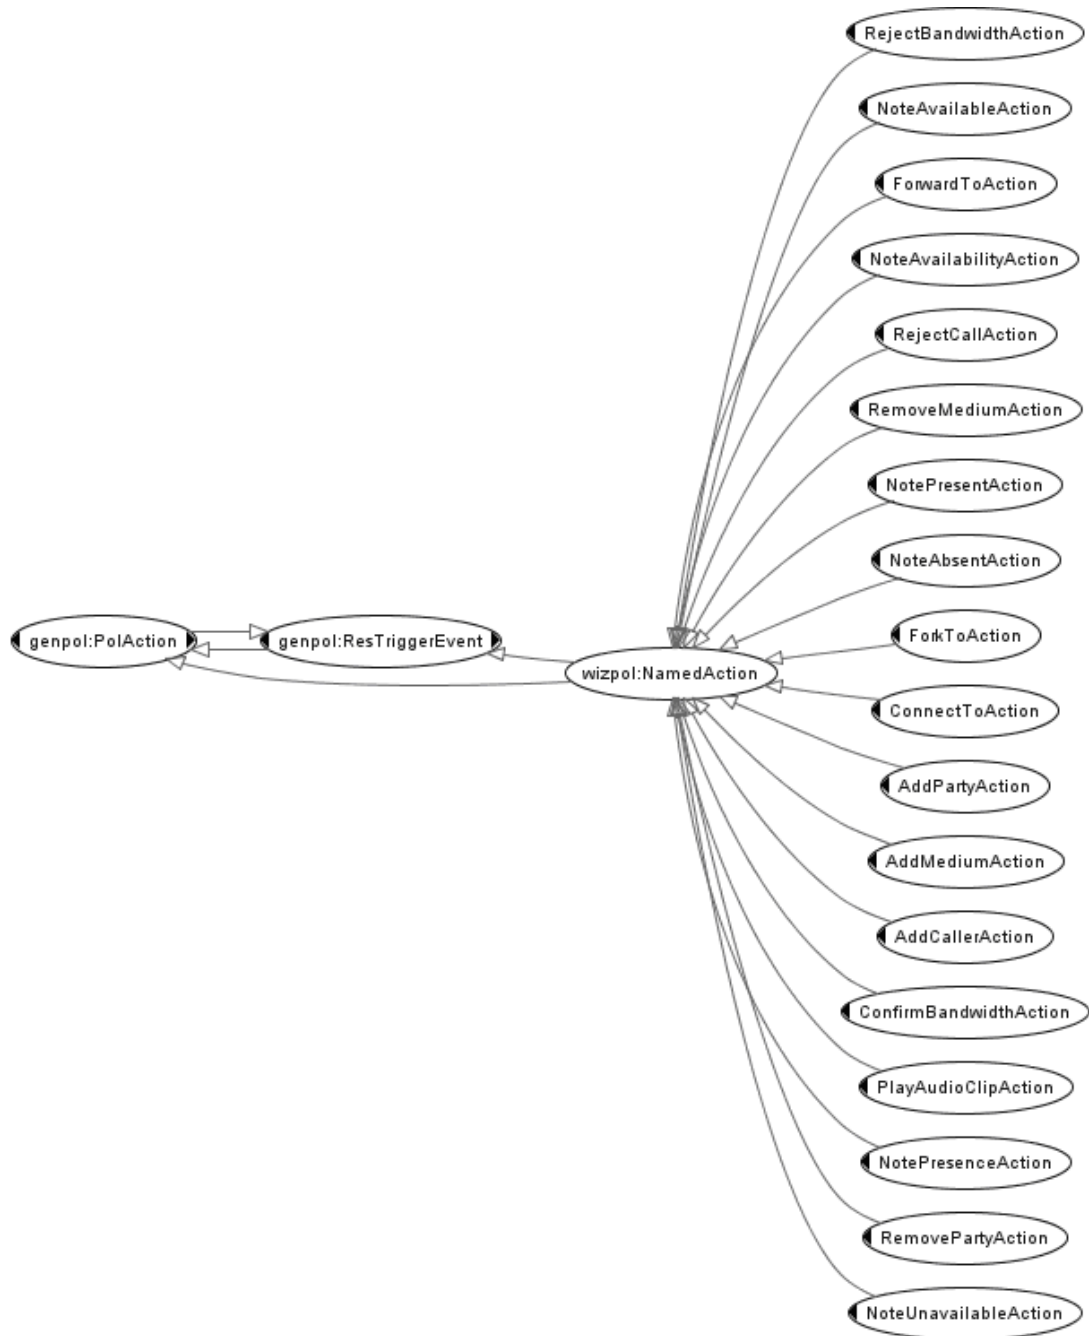 RejectBandwidthAction
NoteAvailableAction
ForwardToAction
NoteAvailabilityAction
RejectCallAction
RemoveMediumAction
NotePresentAction
NoteAbsentAction
genpol:PolAction
genpol:ResTriggerEvent
wizpol:NamedAction
ForkToAction
ConnectToAction
AddPartyAction
AddMediumAction
AddCallerAction
ConfirmBandwidthAction
PlayAudioClipAction
NotePresenceAction
RemovePartyAction
NoteUnavailableAction